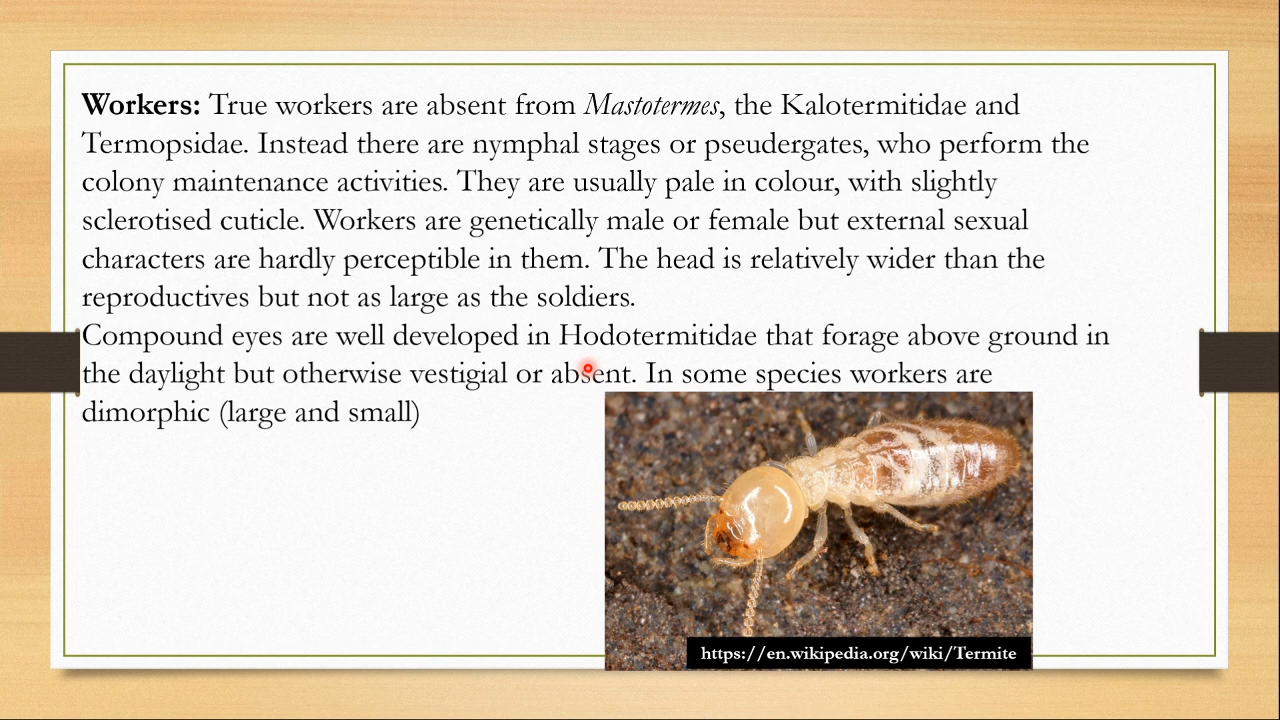 Workers: True workers are absent from Mastotermes, the Kalotermitidae and
Termopsidae. Instead there are nymphal stages or pseudergates, who perform the
colony maintenance activities. They are usually pale in colour, with slightly
sclerotised cuticle. Workers are genetically male or female but external sexual
characters are hardly perceptible in them. The head is relatively wider than the
reproductives but not as large as the soldiers.
Compound eyes are well developed in Hodotermitidae that forage above ground in
the daylight but otherwise vestigial or absent. In some species workers are
dimorphic (large and small)
https://en.wikipedia.org/wiki/Termite